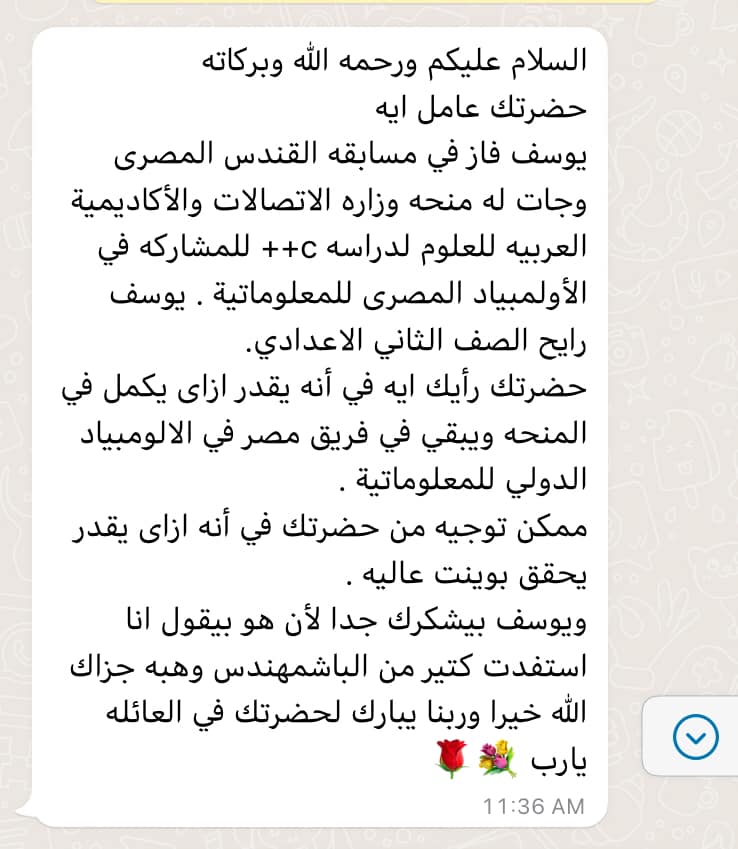 السلام عليكم ورحمه الله وبركاته
حضرتك عامل ايه
يوسف فاز في مسابقه القندس المصرى
وجات له منحه وزاره الاتصالات والأكاديمية
العربيه للعلوم لدراسه c++ للمشاركه في
الأولمبياد المصرى للمعلوماتية . يوسف
رايح الصف الثاني الاعدادي.
حضرتك رأيك ايه في أنه يقدر ازاى يكمل في
المنحه ويبقي في فريق مصر في الالومبياد
الدولي للمعلوماتية .
ممكن توجيه من حضرتك في أنه ازاى يقدر
يحقق بوينت عاليه .
ويوسف بيشكرك جدا لأن هو بيقول انا
استفدت كتير من الباشمهندس وهبه جزاك
الله خيرا وربنا يبارك لحضرتك في العائله
يارب 💐🌹
11:36 AM